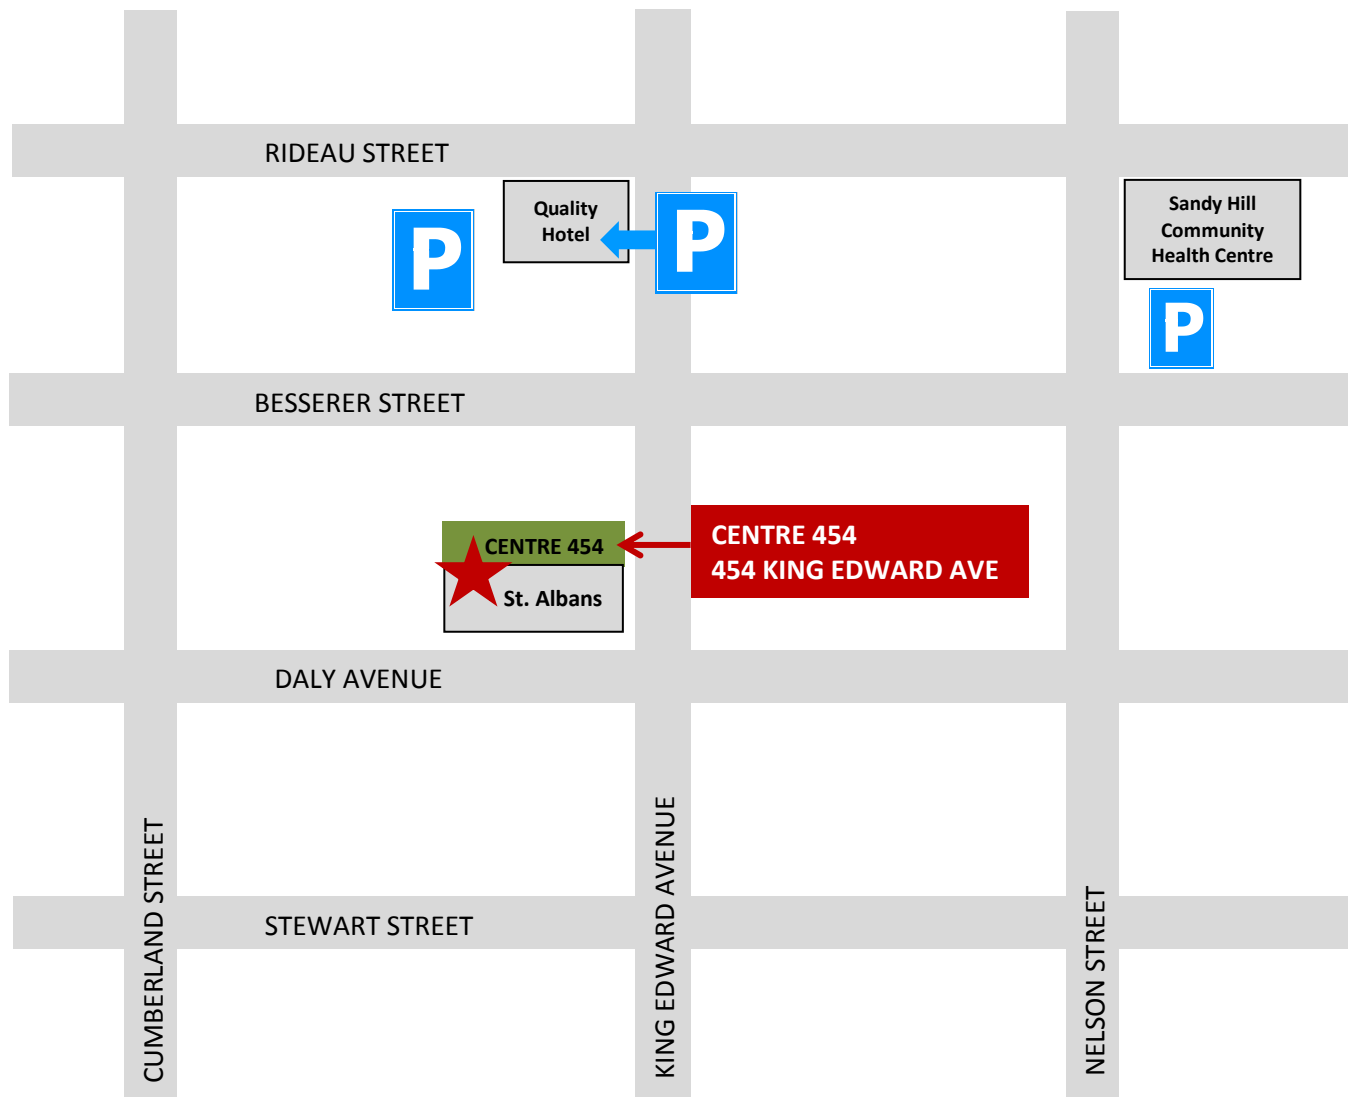 RIDEAU STREET
Quality
Hotel
P
P
Sandy Hill
Community
Health Centre
P
BESSERER STREET
CENTRE 454
St. Albans
CENTRE 454
454 KING EDWARD AVE
DALY AVENUE
CUMBERLAND STREET
KING EDWARD AVENUE
NELSON STREET
STEWART STREET